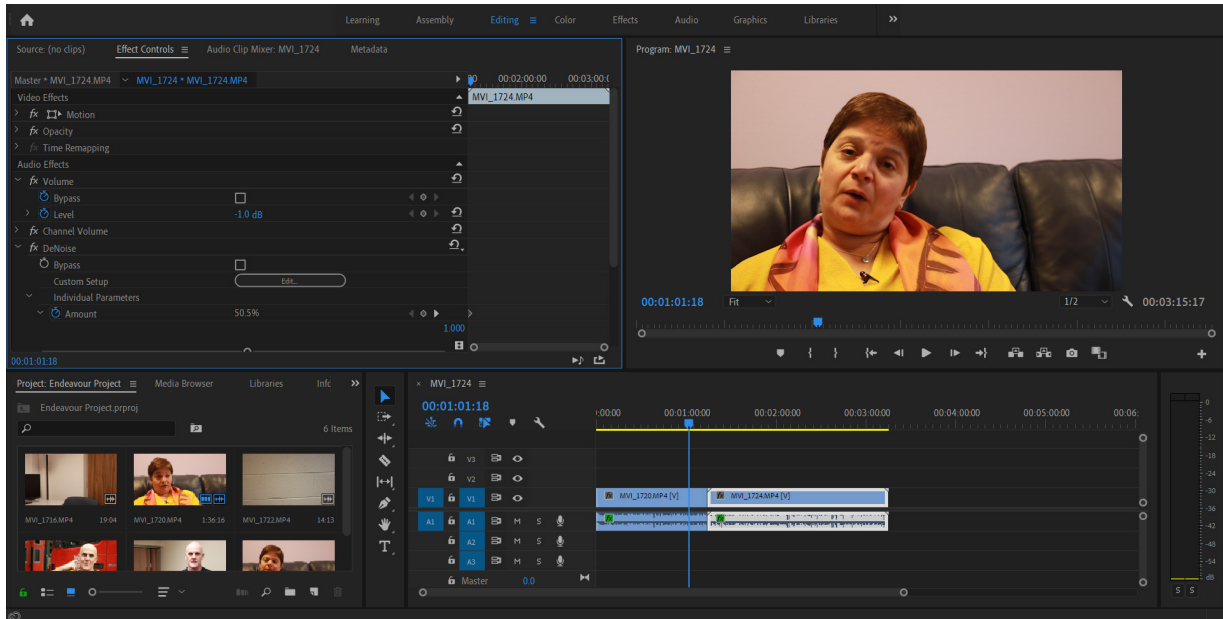 Learning Assembly Editing Color Effects Audio Graphics Libraries
Source: (no clips) Effect Controls Audio Clip Mixer: MVI_1724 Metadata
Program: MVI_1724
Master * MVI_1724.MP4 MVI_1724 * MVI_1724.MP4
00:02:00:00 00:03:00:0
Video Effects
MVI_1724.MP4
fx Motion
fx Opacity
fx Time Remapping
Audio Effects
fx Volume
Bypass
Level -1.0 dB
fx Channel Volume
fx DeNoise
Bypass
Custom Setup Edit...
Individual Parameters
Amount 50.5%
1.000
00:01:01:18
00:01:01:18 Fit 1/2 00:03:15:17
Project: Endeavour Project Media Browser Libraries Info
Endeavour Project.prproj
6 Items
MVI_1716.MP4 19:04 MVI_1720.MP4 1:36:16 MVI_1722.MP4 14:13
MVI_1724
00:01:01:18
:00:00 00:01:00:00 00:02:00:00 00:03:00:00 00:04:00:00 00:05:00:00 00:06:
V3
V2
V1 V1 fx MVI_1720.MP4 [V] fx MVI_1724.MP4 [V]
A1 A1 M S
A2 M S
A3 M S
Master 0.0
T
0
-6
-12
-18
-24
-30
-36
-42
-48
-54
dB
S S